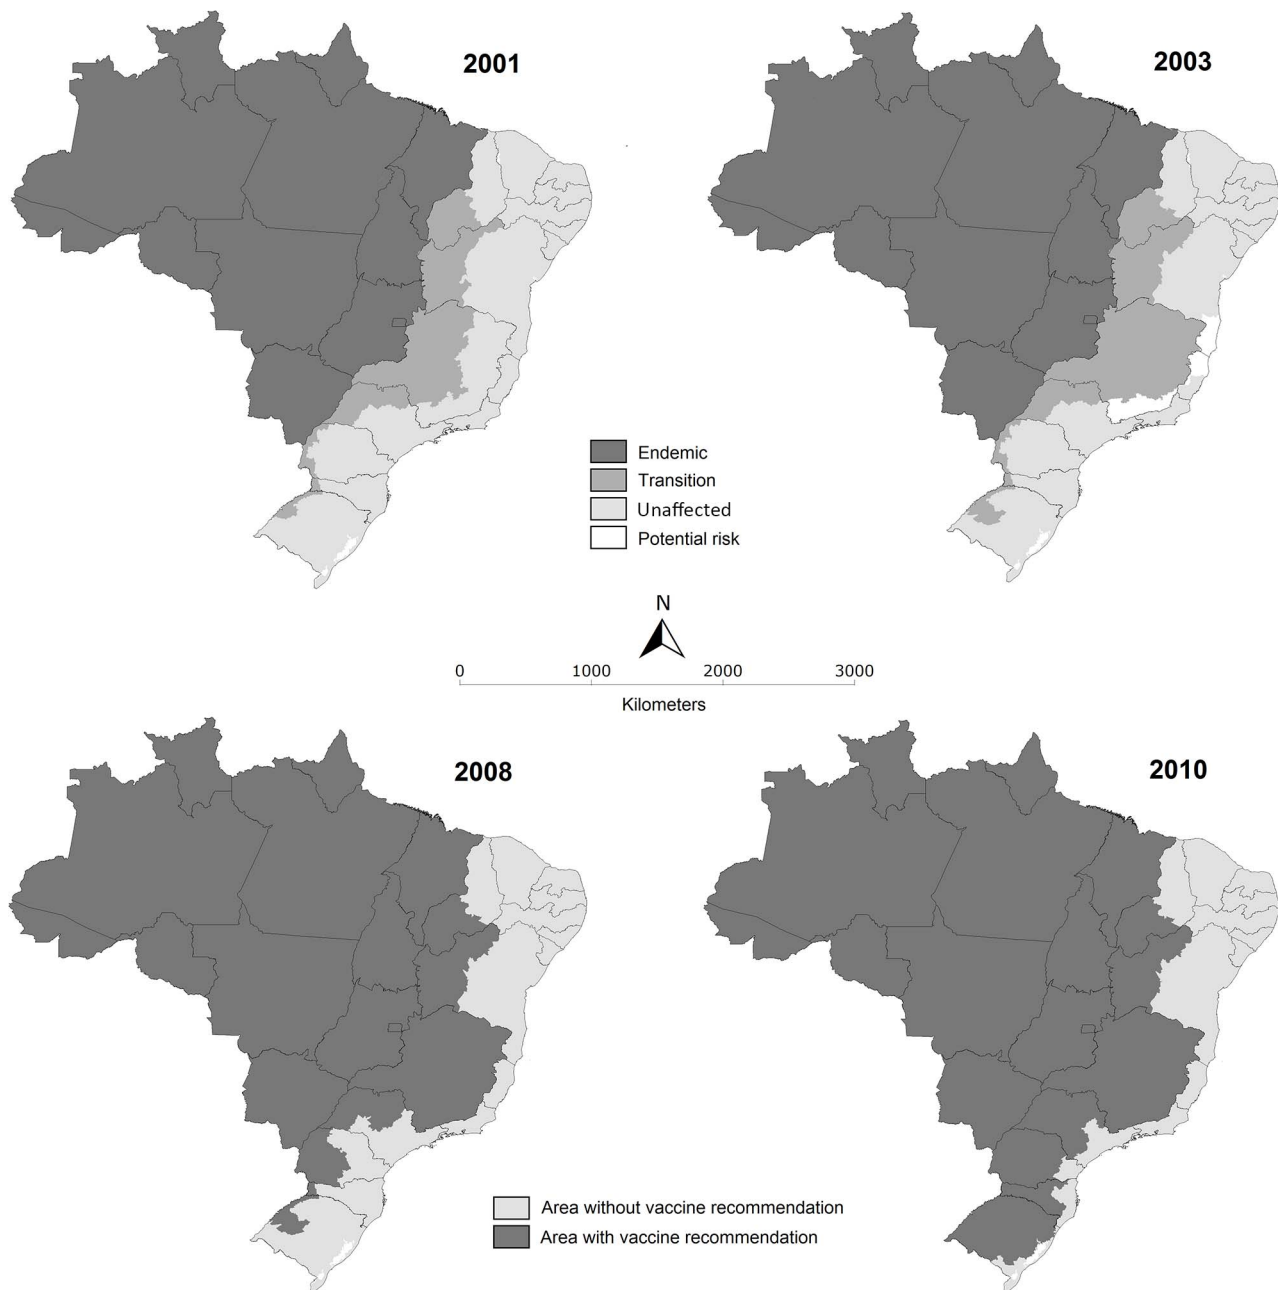 2001
2003
Endemic
Transition
Unaffected
Potential risk
N
0 1000 2000 3000
Kilometers
2008
2010
Area without vaccine recommendation
Area with vaccine recommendation